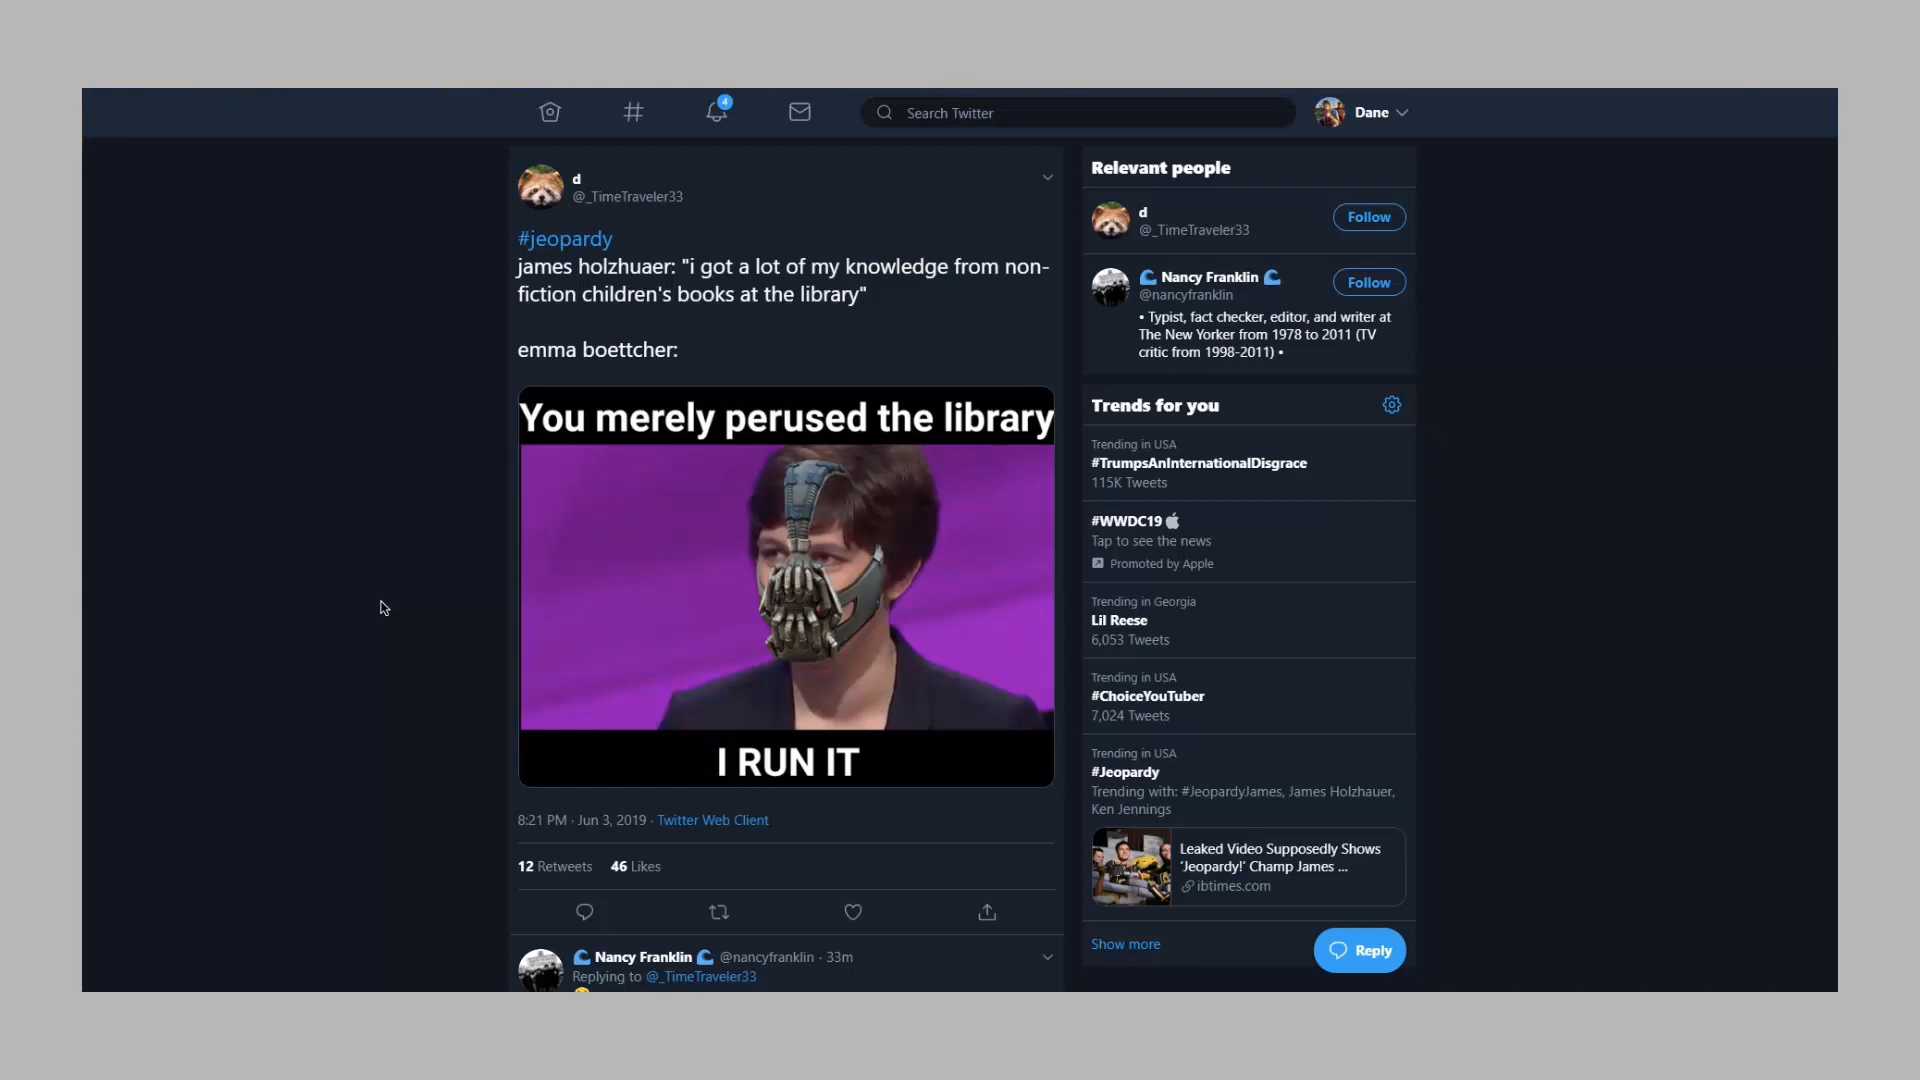 4
Search Twitter
Dane
d
@_TimeTraveler33
#jeopardy
james holzhuaer: "i got a lot of my knowledge from non-
fiction children's books at the library"
emma boettcher:
You merely perused the library
I RUN IT
8:21 PM · Jun 3, 2019 · Twitter Web Client
12 Retweets 46 Likes
Nancy Franklin @nancyfranklin · 33m
Replying to @_TimeTraveler33
Relevant people
d
@_TimeTraveler33
Follow
Nancy Franklin
@nancyfranklin
Follow
• Typist, fact checker, editor, and writer at
The New Yorker from 1978 to 2011 (TV
critic from 1998-2011) •
Trends for you
Trending in USA
#TrumpsAnInternationalDisgrace
115K Tweets
#WWDC19
Tap to see the news
Promoted by Apple
Trending in Georgia
Lil Reese
6,053 Tweets
Trending in USA
#ChoiceYouTuber
7,024 Tweets
Trending in USA
#Jeopardy
Trending with: #JeopardyJames, James Holzhauer,
Ken Jennings
Leaked Video Supposedly Shows
'Jeopardy!' Champ James ...
ibtimes.com
Show more
Reply